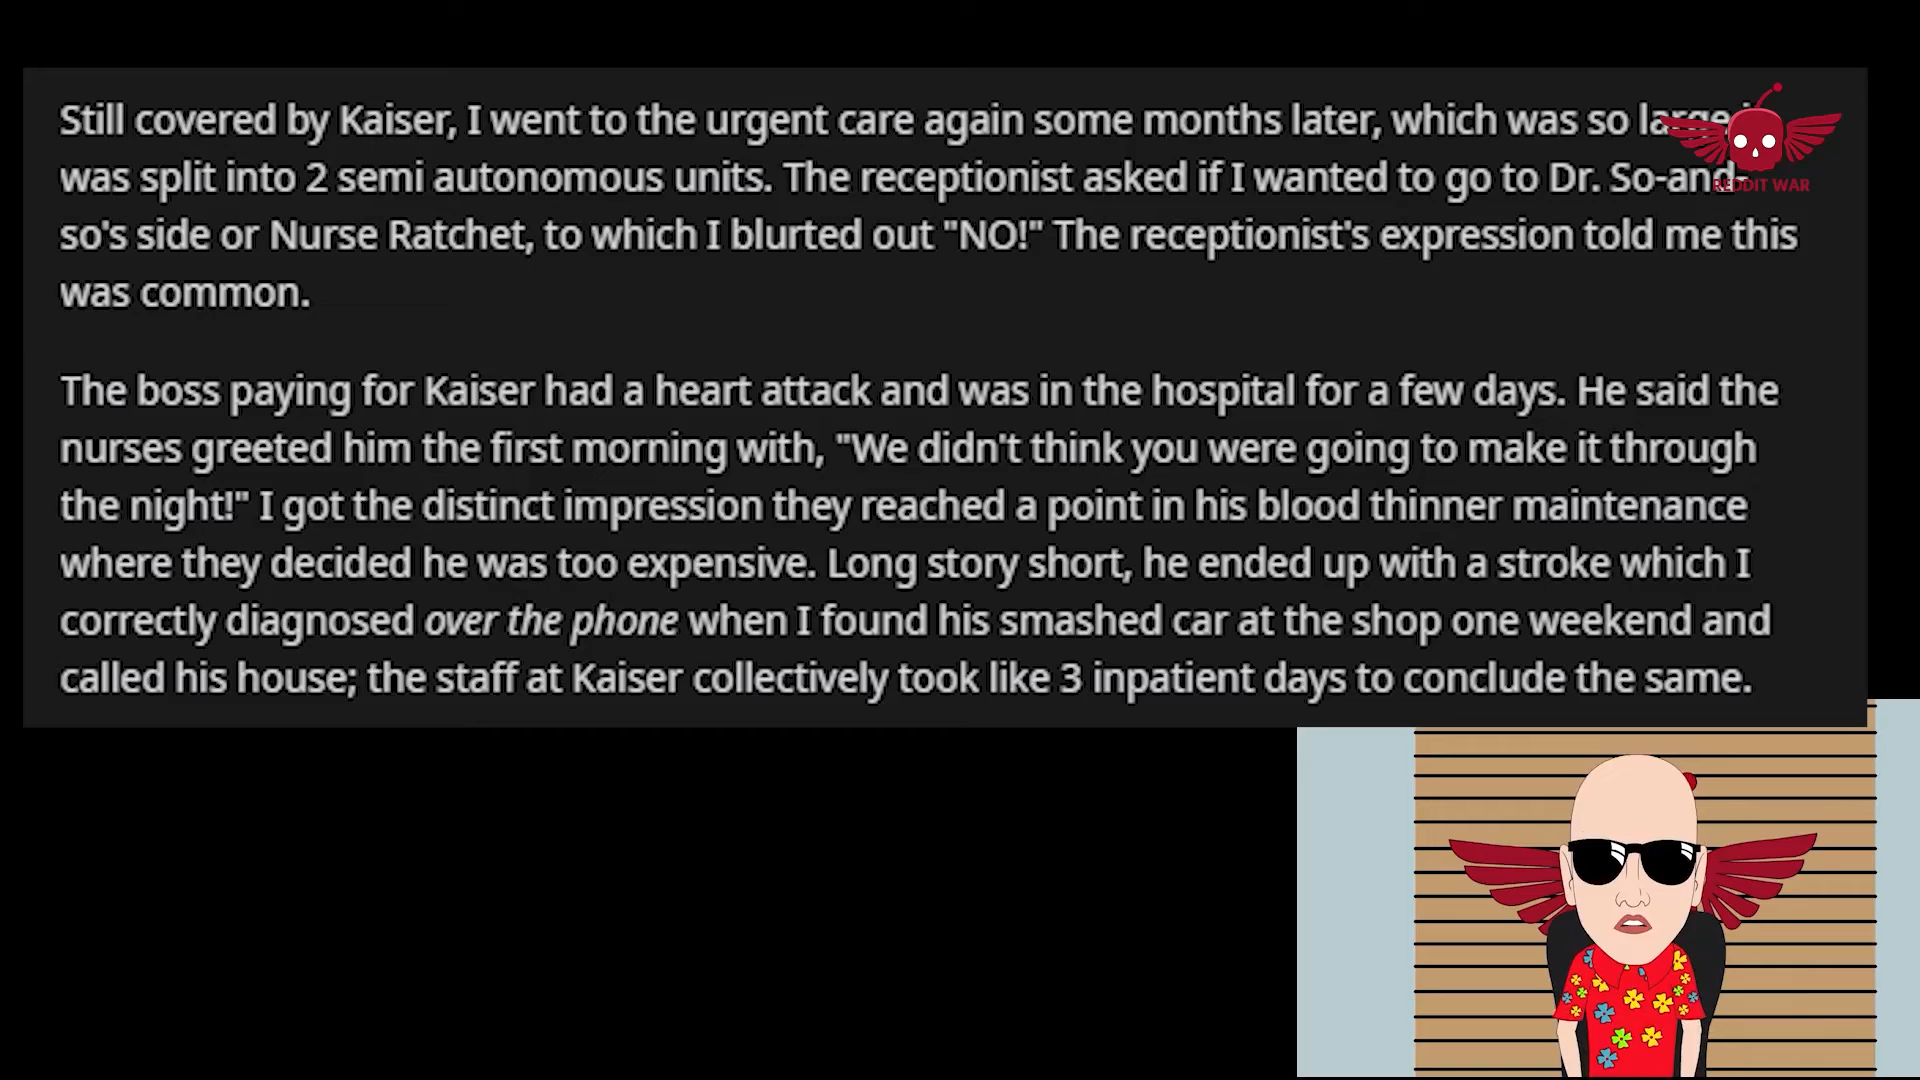 Still covered by Kaiser, I went to the urgent care again some months later, which was so large
was split into 2 semi autonomous units. The receptionist asked if I wanted to go to Dr. So-and-
so's side or Nurse Ratchet, to which I blurted out "NO!" The receptionist's expression told me this
was common.
The boss paying for Kaiser had a heart attack and was in the hospital for a few days. He said the
nurses greeted him the first morning with, "We didn't think you were going to make it through
the night!" I got the distinct impression they reached a point in his blood thinner maintenance
where they decided he was too expensive. Long story short, he ended up with a stroke which I
correctly diagnosed over the phone when I found his smashed car at the shop one weekend and
called his house; the staff at Kaiser collectively took like 3 inpatient days to conclude the same.
REDDIT WAR